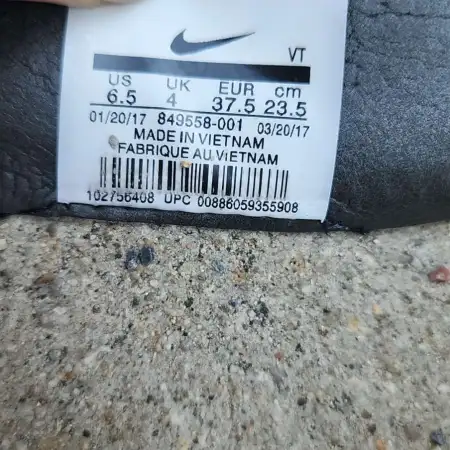 VT
US UK EUR cm
6.5 4 37.5 23.5
01/20/17 849558-001 03/20/17
MADE IN VIETNAM
FABRIQUE AU VIETNAM
102756408 UPC 00886059355908